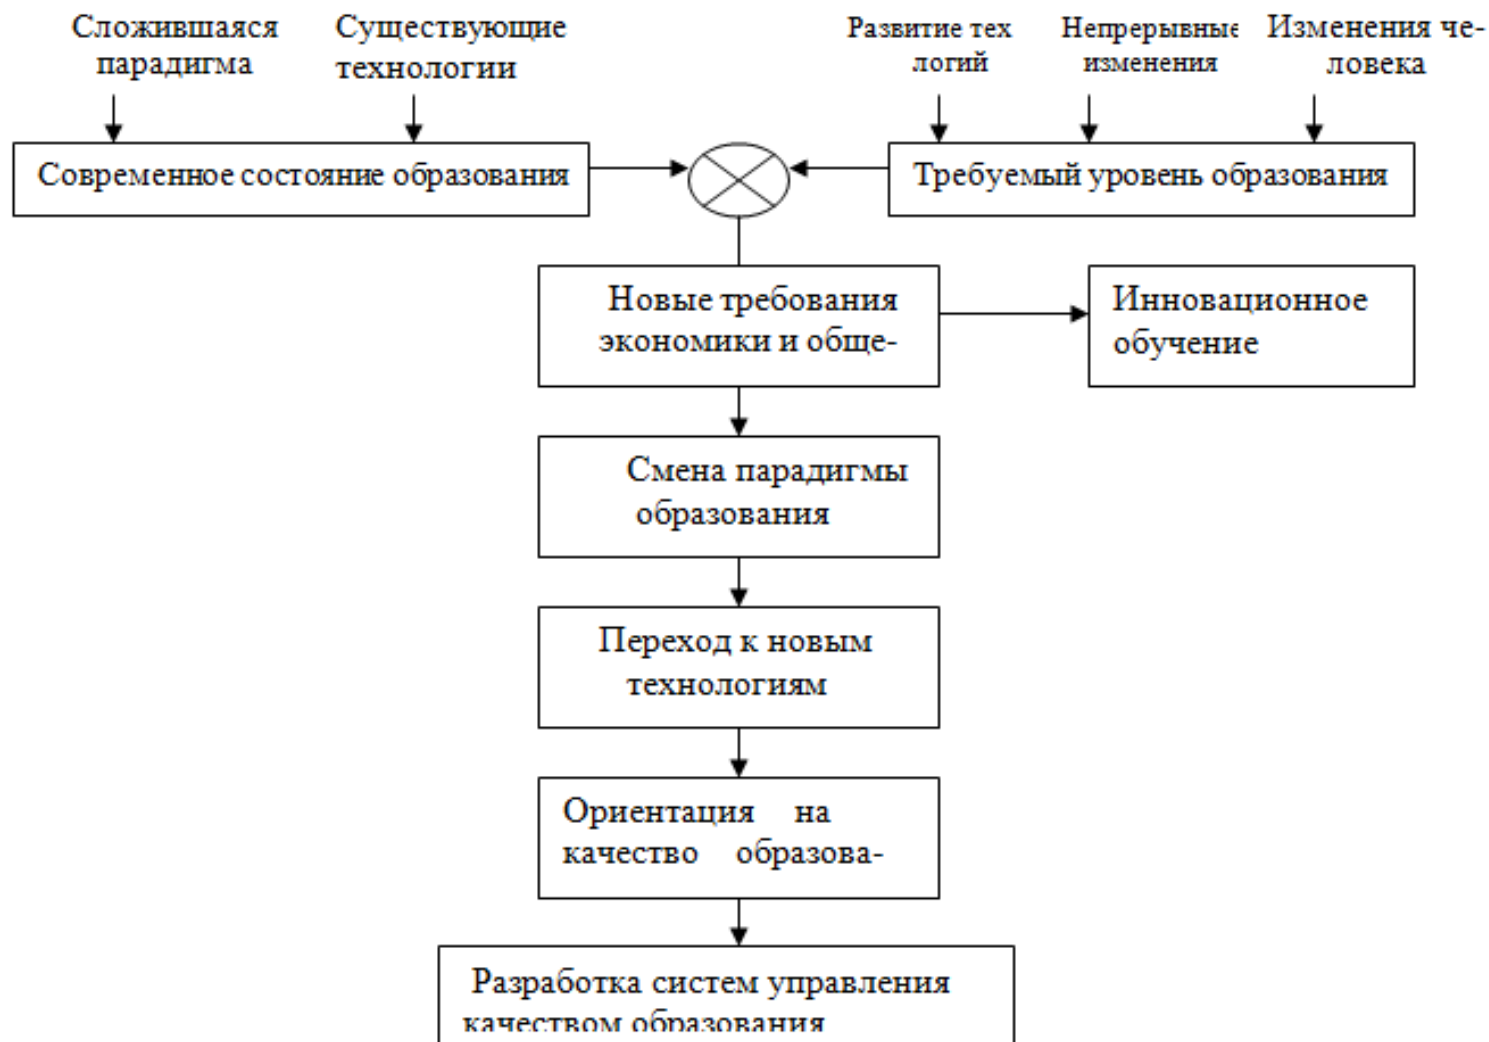 Сложившаяся
парадигма
Существующие
технологии
Развитие тех
логий
Непрерывные
изменения
Изменения че-
ловека
Современное состояние образования
Требуемый уровень образования
Новые требования
экономики и обще-
Инновационное
обучение
Смена парадигмы
образования
Переход к новым
технологиям
Ориентация на
качество образова-
Разработка систем управления
качеством образования